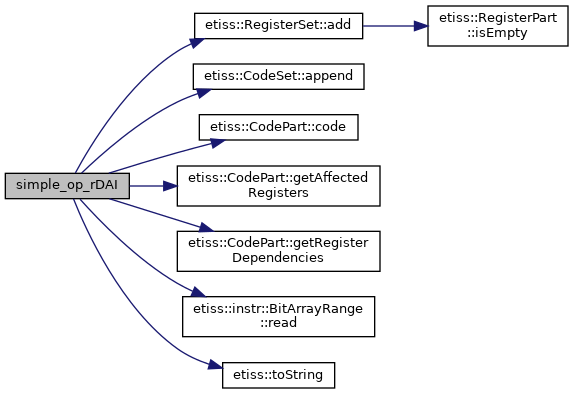 simple_op_rDAI
etiss::RegisterSet::add
etiss::RegisterPart
::isEmpty
etiss::CodeSet::append
etiss::CodePart::code
etiss::CodePart::getAffected
Registers
etiss::CodePart::getRegister
Dependencies
etiss::instr::BitArrayRange
::read
etiss::toString